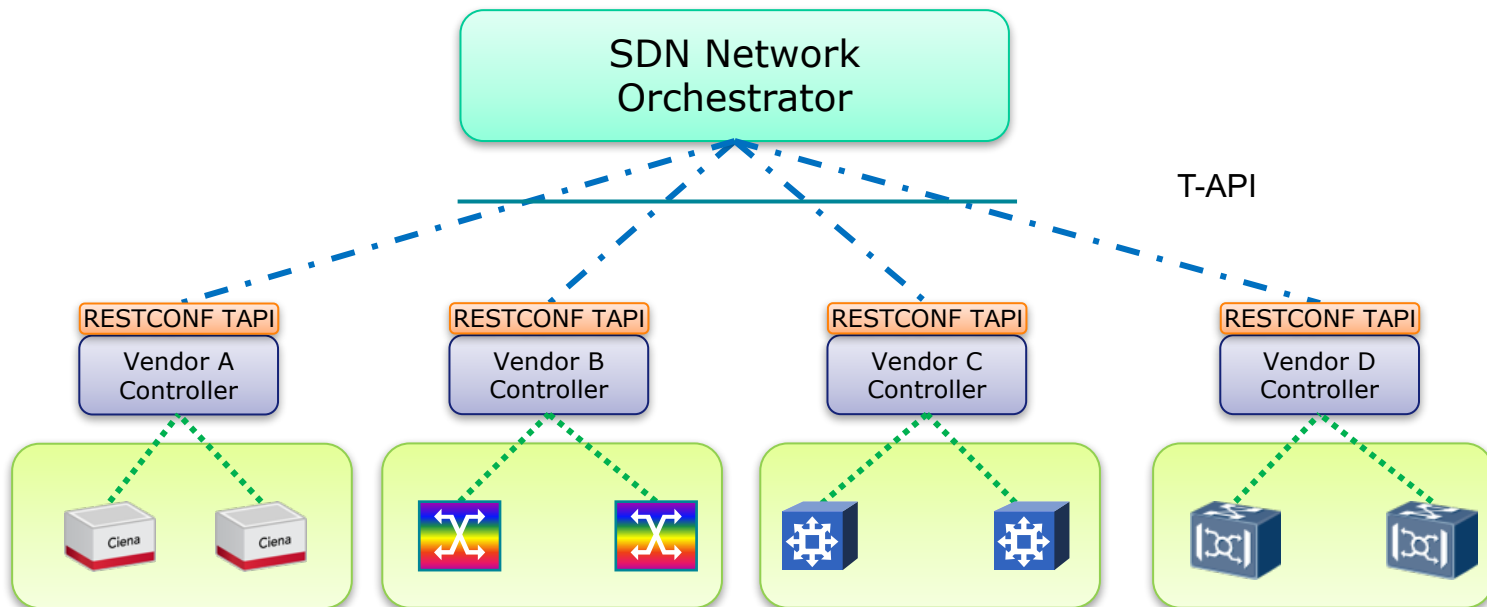 SDN Network
Orchestrator
T-API
RESTCONF TAPI
RESTCONF TAPI
RESTCONF TAPI
RESTCONF TAPI
Vendor A
Controller
Vendor B
Controller
Vendor C
Controller
Vendor D
Controller
Ciena
Ciena